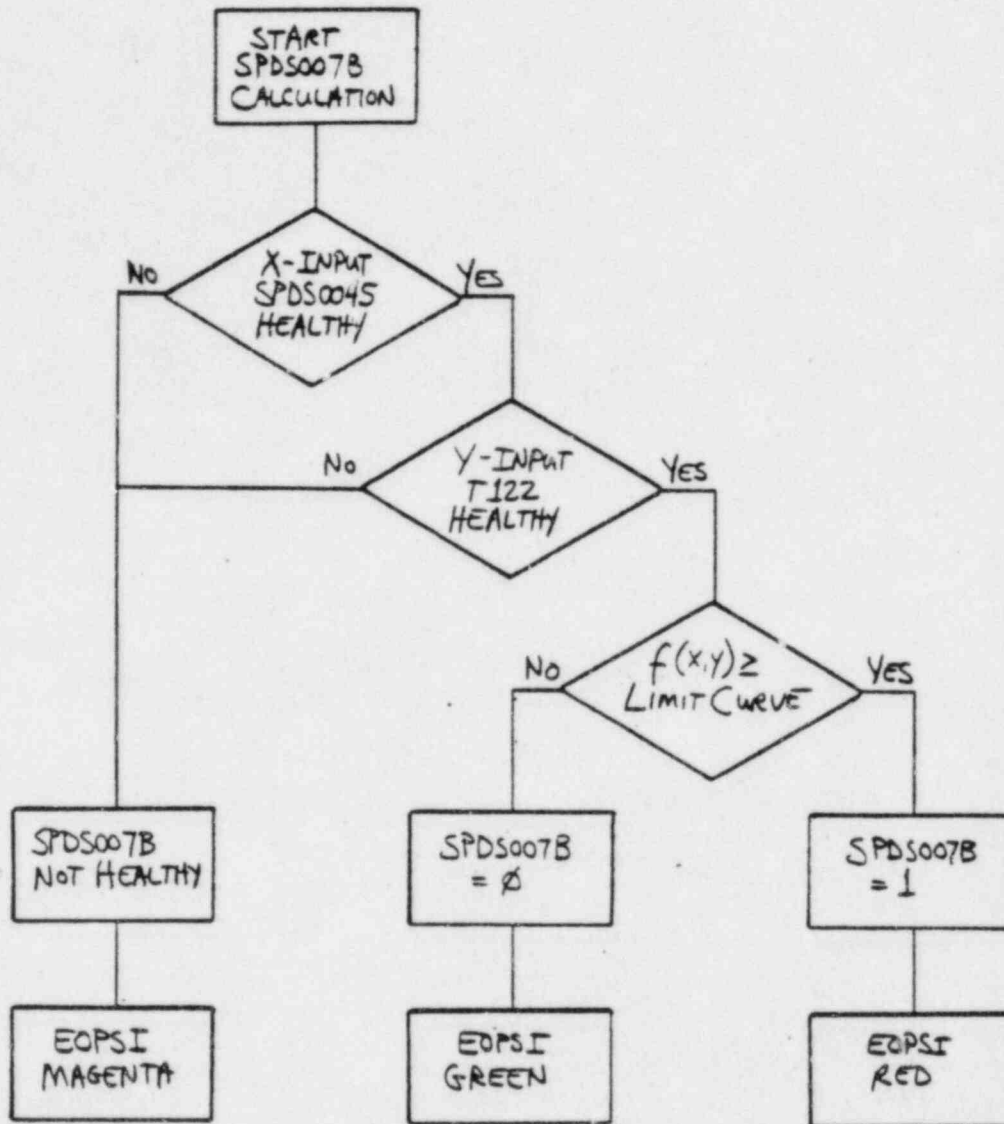 START
SPDS007B
CALCULATION
X-INPUT
SPDS0045
HEALTHY
NO
YES
Y-INPUT
T122
HEALTHY
NO
YES
f(x,y)≥
LIMIT CURVE
NO
YES
SPDS007B
NOT HEALTHY
SPDS007B
= Ø
SPDS007B
= 1
EOPSI
MAGENTA
EOPSI
GREEN
EOPSI
RED